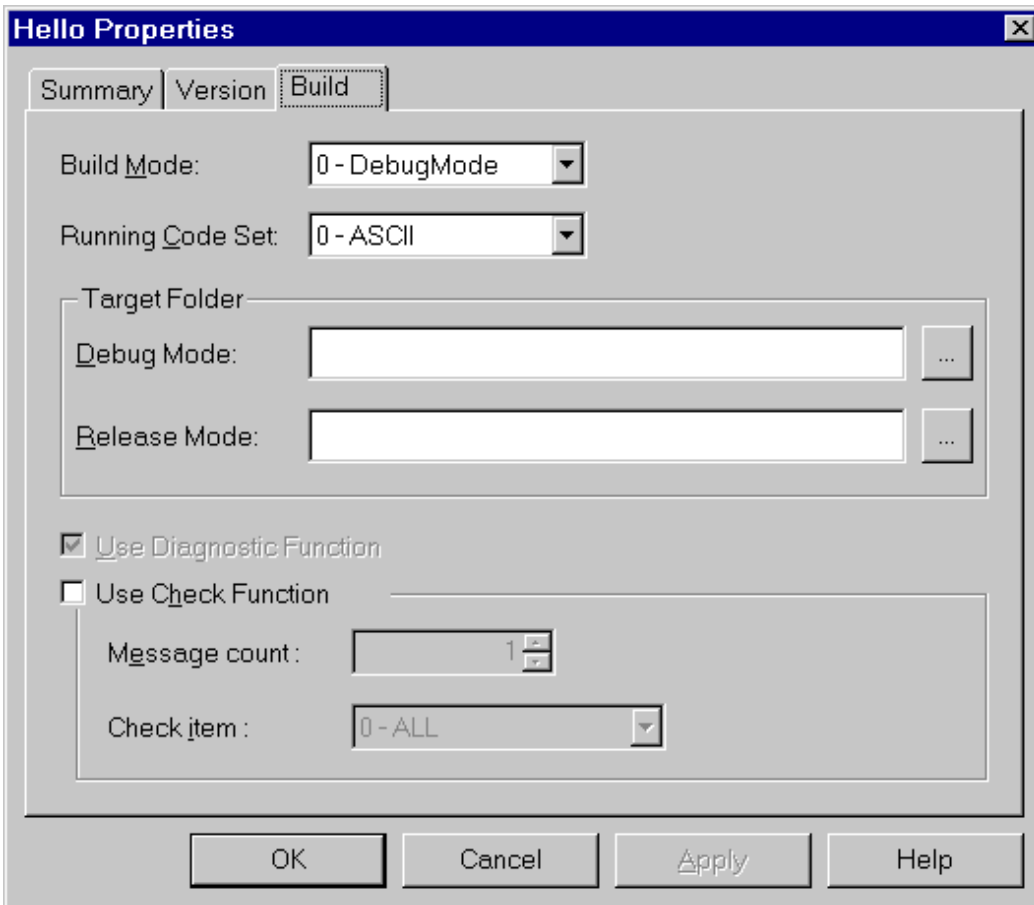 Hello Properties
Summary Version Build
Build Mode: 0 - DebugMode
Running Code Set: 0 - ASCII
Target Folder
Debug Mode: ...
Release Mode: ...
Use Diagnostic Function
Use Check Function
Message count : 1
Check item : 0 - ALL
OK Cancel Apply Help